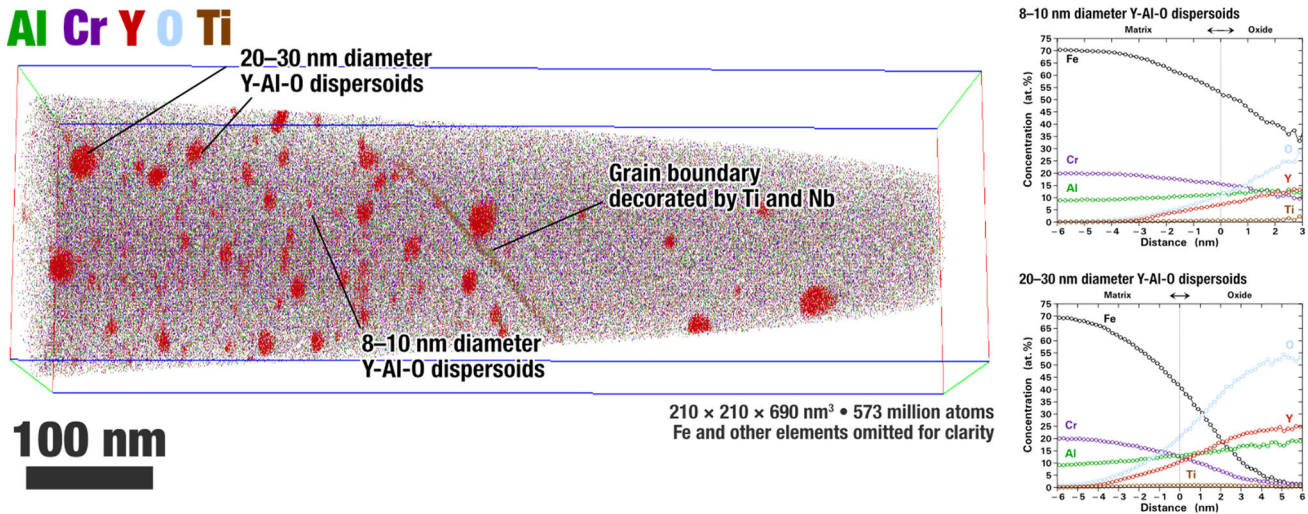 Al Cr Y O Ti
20–30 nm diameter
Y-Al-O dispersoids
Grain boundary
decorated by Ti and Nb
8–10 nm diameter
Y-Al-O dispersoids
210 × 210 × 690 nm³ • 573 million atoms
Fe and other elements omitted for clarity
100 nm
8–10 nm diameter Y-Al-O dispersoids
Matrix Oxide
75
70
65
60
55
50
45
40
35
30
25
20
15
10
5
0
Concentration (at.%)
Fe
Cr
Al
O
Y
Ti
−6 −5 −4 −3 −2 −1 0 1 2 3
Distance (nm)
20–30 nm diameter Y-Al-O dispersoids
Matrix Oxide
75
70
65
60
55
50
45
40
35
30
25
20
15
10
5
0
Concentration (at.%)
Fe
O
Y
Cr
Al
Ti
−6 −5 −4 −3 −2 −1 0 1 2 3 4 5 6
Distance (nm)